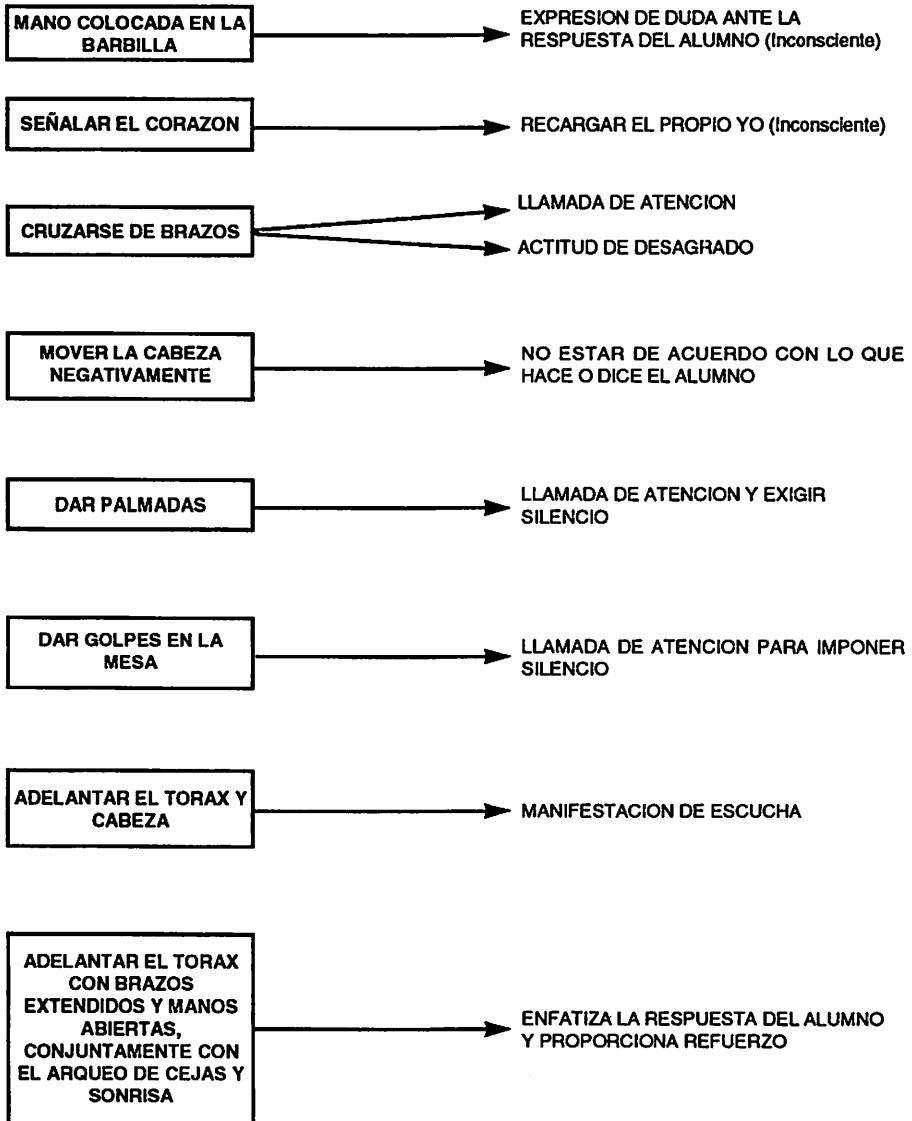 MANO COLOCADA EN LA
BARBILLA
EXPRESION DE DUDA ANTE LA
RESPUESTA DEL ALUMNO (Inconsciente)
SEÑALAR EL CORAZON
RECARGAR EL PROPIO YO (Inconsciente)
CRUZARSE DE BRAZOS
LLAMADA DE ATENCION
ACTITUD DE DESAGRADO
MOVER LA CABEZA
NEGATIVAMENTE
NO ESTAR DE ACUERDO CON LO QUE
HACE O DICE EL ALUMNO
DAR PALMADAS
LLAMADA DE ATENCION Y EXIGIR
SILENCIO
DAR GOLPES EN LA
MESA
LLAMADA DE ATENCION PARA IMPONER
SILENCIO
ADELANTAR EL TORAX Y
CABEZA
MANIFESTACION DE ESCUCHA
ADELANTAR EL TORAX
CON BRAZOS
EXTENDIDOS Y MANOS
ABIERTAS,
CONJUNTAMENTE CON
EL ARQUEO DE CEJAS Y
SONRISA
ENFATIZA LA RESPUESTA DEL ALUMNO
Y PROPORCIONA REFUERZO